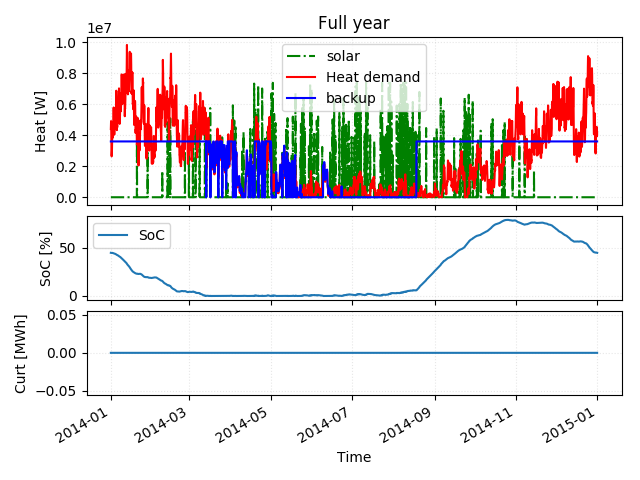 Full year
1e7
1.0
0.8
0.6
0.4
0.2
0.0
Heat [W]
solar
Heat demand
backup
50
0
SoC [%]
SoC
0.05
0.00
−0.05
Curt [MWh]
2014-01
2014-03
2014-05
2014-07
2014-09
2014-11
2015-01
Time